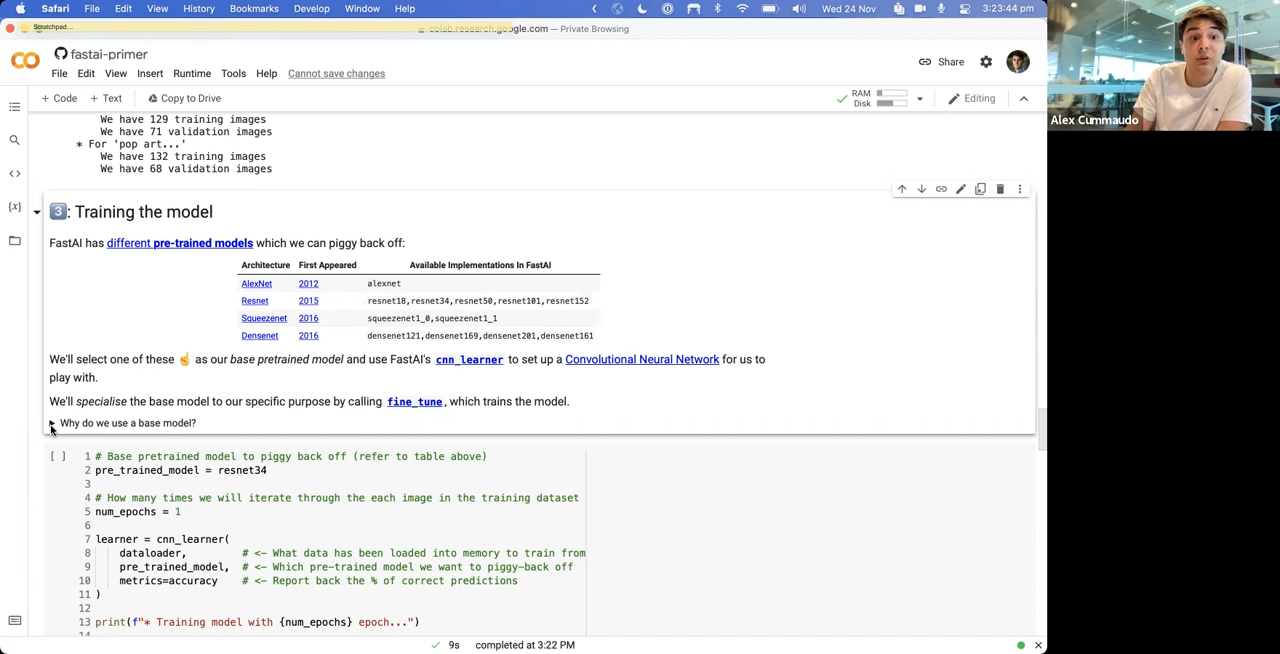 Safari File Edit View History Bookmarks Develop Window Help Wed 24 Nov 3:23:44 pm
Scratchpad...
colab.research.google.com — Private Browsing
fastai-primer
File Edit View Insert Runtime Tools Help Cannot save changes
Share
+ Code + Text Copy to Drive
RAM
Disk
Editing
We have 129 training images
We have 71 validation images
* For 'pop art...'
We have 132 training images
We have 68 validation images
3: Training the model
FastAI has different pre-trained models which we can piggy back off:
Architecture First Appeared Available Implementations In FastAI
AlexNet 2012 alexnet
Resnet 2015 resnet18,resnet34,resnet50,resnet101,resnet152
Squeezenet 2016 squeezenet1_0,squeezenet1_1
Densenet 2016 densenet121,densenet169,densenet201,densenet161
We'll select one of these ☝️ as our base pretrained model and use FastAI's cnn_learner to set up a Convolutional Neural Network for us to
play with.
We'll specialise the base model to our specific purpose by calling fine_tune, which trains the model.
Why do we use a base model?
[ ] 1 # Base pretrained model to piggy back off (refer to table above)
2 pre_trained_model = resnet34
3
4 # How many times we will iterate through the each image in the training dataset
5 num_epochs = 1
6
7 learner = cnn_learner(
8 dataloader, # <- What data has been loaded into memory to train from
9 pre_trained_model, # <- Which pre-trained model we want to piggy-back off
10 metrics=accuracy # <- Report back the % of correct predictions
11 )
12
13 print(f"* Training model with {num_epochs} epoch...")
14
9s completed at 3:22 PM
Alex Cummaudo